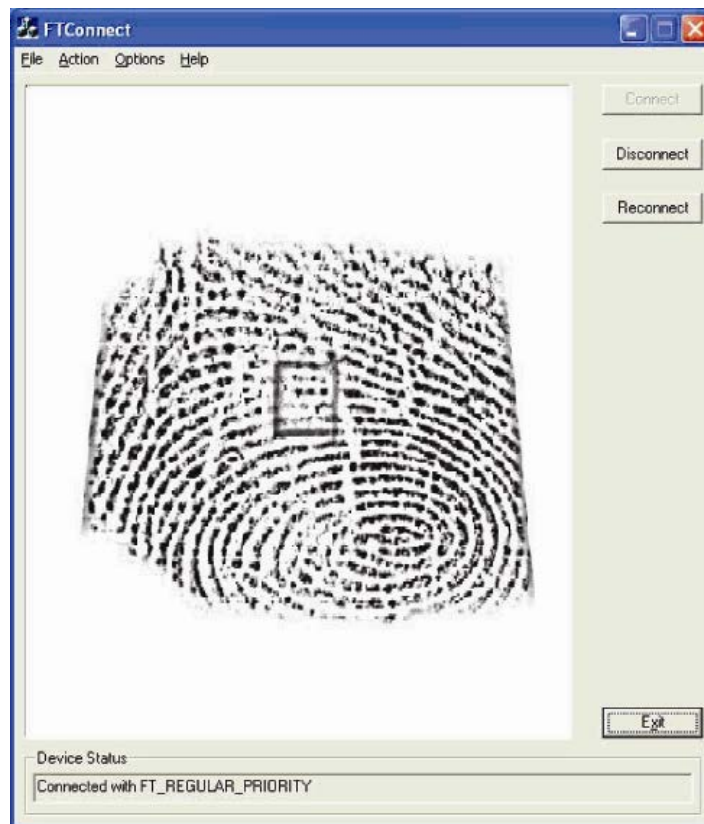 FTConnect
File Action Options Help
Connect
Disconnect
Reconnect
Exit
Device Status
Connected with FT_REGULAR_PRIORITY